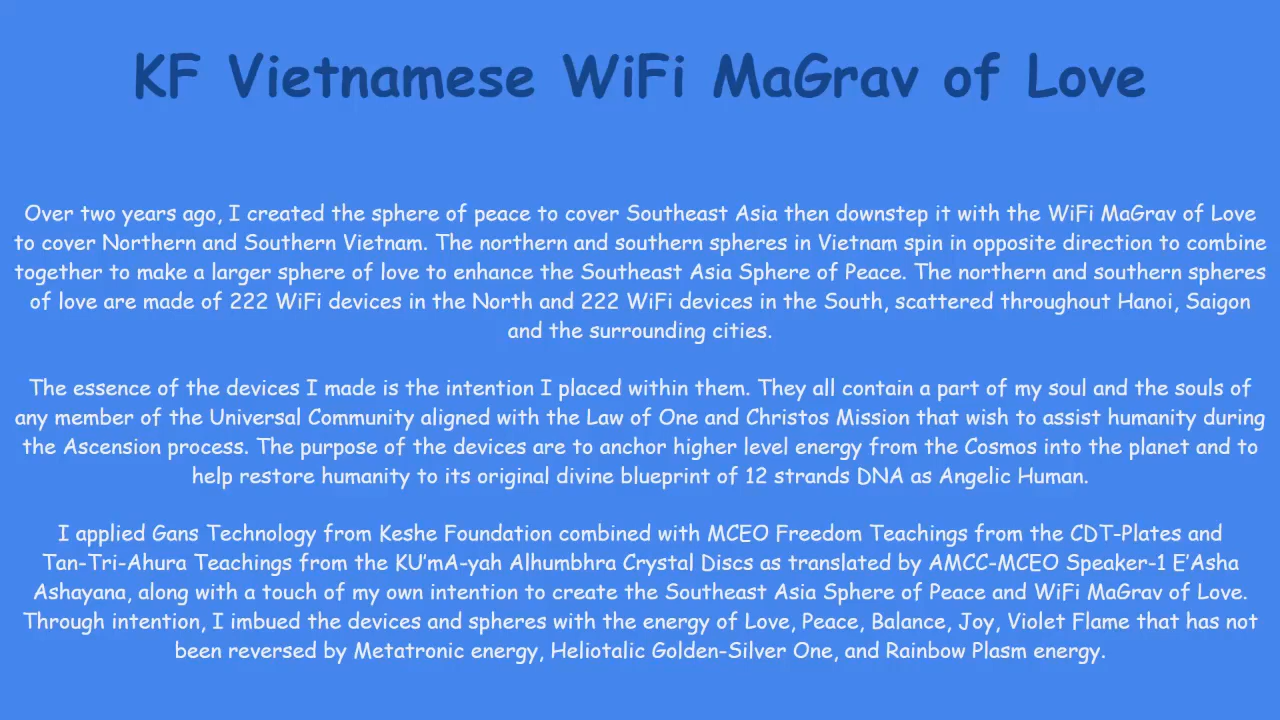 KF Vietnamese WiFi MaGrav of Love
Over two years ago, I created the sphere of peace to cover Southeast Asia then downstep it with the WiFi MaGrav of Love
to cover Northern and Southern Vietnam. The northern and southern spheres in Vietnam spin in opposite direction to combine
together to make a larger sphere of love to enhance the Southeast Asia Sphere of Peace. The northern and southern spheres
of love are made of 222 WiFi devices in the North and 222 WiFi devices in the South, scattered throughout Hanoi, Saigon
and the surrounding cities.
The essence of the devices I made is the intention I placed within them. They all contain a part of my soul and the souls of
any member of the Universal Community aligned with the Law of One and Christos Mission that wish to assist humanity during
the Ascension process. The purpose of the devices are to anchor higher level energy from the Cosmos into the planet and to
help restore humanity to its original divine blueprint of 12 strands DNA as Angelic Human.
I applied Gans Technology from Keshe Foundation combined with MCEO Freedom Teachings from the CDT-Plates and
Tan-Tri-Ahura Teachings from the KU'mA-yah Alhumbhra Crystal Discs as translated by AMCC-MCEO Speaker-1 E'Asha
Ashayana, along with a touch of my own intention to create the Southeast Asia Sphere of Peace and WiFi MaGrav of Love.
Through intention, I imbued the devices and spheres with the energy of Love, Peace, Balance, Joy, Violet Flame that has not
been reversed by Metatronic energy, Heliotalic Golden-Silver One, and Rainbow Plasm energy.